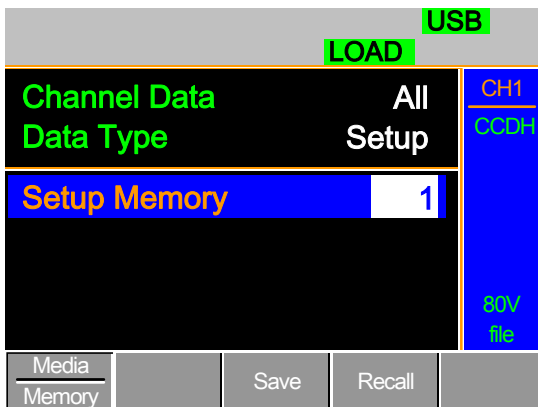 USB
LOAD
Channel Data All
Data Type Setup
Setup Memory 1
CH1
CCDH
80V
file
Media
Memory
Save
Recall